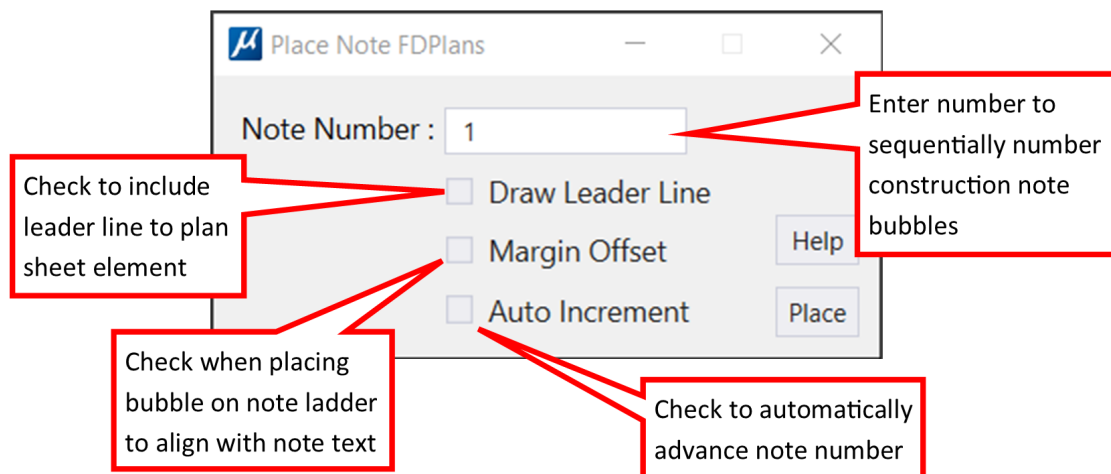 µ Place Note FDPlans
Note Number : 1
Enter number to
sequentially number
construction note
bubbles
Check to include
leader line to plan
sheet element
Draw Leader Line
Margin Offset
Help
Auto Increment
Place
Check when placing
bubble on note ladder
to align with note text
Check to automatically
advance note number